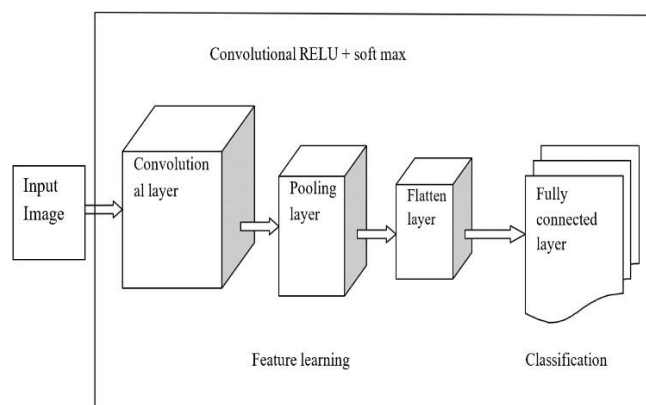 Convolutional RELU + soft max
Input
Image
Convolution
al layer
Pooling
layer
Flatten
layer
Fully
connected
layer
Feature learning
Classification